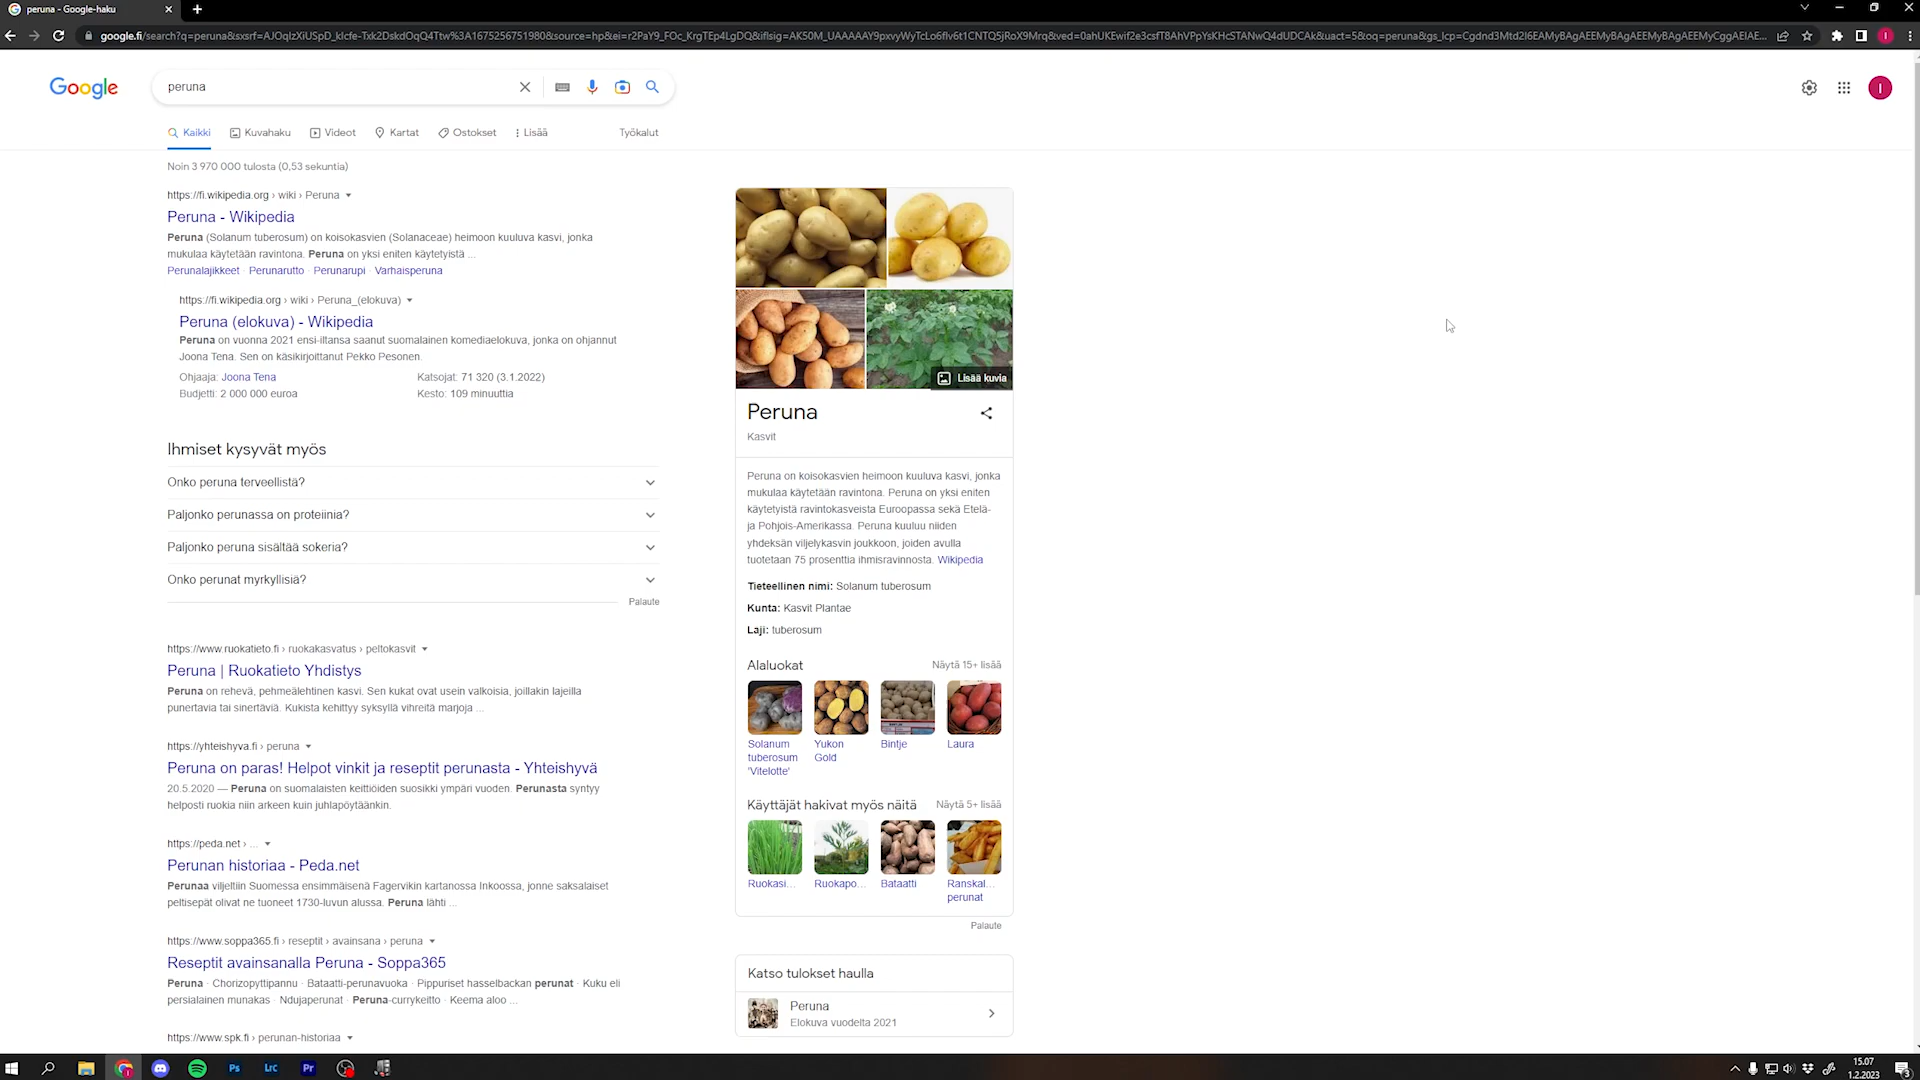 peruna - Google-haku
google.fi/search?q=peruna&sxsrf=
Google
peruna
Kaikki
Kuvahaku
Videot
Kartat
Ostokset
Lisää
Työkalut
I
Noin 3 970 000 tulosta (0,53 sekuntia)
https://fi.wikipedia.org › wiki › Peruna
Peruna - Wikipedia
Peruna (Solanum tuberosum) on koisokasvien (Solanaceae) heimoon kuuluva kasvi, jonka
mukulaa käytetään ravintona. Peruna on yksi eniten käytetyistä ...
Perunalajikkeet · Perunarutto · Perunarupi · Varhaisperuna
https://fi.wikipedia.org › wiki › Peruna_(elokuva)
Peruna (elokuva) - Wikipedia
Peruna on vuonna 2021 ensi-iltansa saanut suomalainen komediaelokuva, jonka on ohjannut
Joona Tena. Sen on käsikirjoittanut Pekko Pesonen.
Ohjaaja: Joona Tena
Katsojat: 71 320 (3.1.2022)
Budjetti: 2 000 000 euroa
Kesto: 109 minuuttia
Ihmiset kysyvät myös
Onko peruna terveellistä?
Paljonko perunassa on proteiinia?
Paljonko peruna sisältää sokeria?
Onko perunat myrkyllisiä?
Palaute
https://www.ruokatieto.fi › ruokakasvatus › peltokasvit
Peruna | Ruokatieto Yhdistys
Peruna on rehevä, pehmeälehtinen kasvi. Sen kukat ovat usein valkoisia, joillakin lajeilla
punertavia tai sinertäviä. Kukista kehittyy syksyllä vihreitä marjoja ...
https://yhteishyva.fi › peruna
Peruna on paras! Helpot vinkit ja reseptit perunasta - Yhteishyvä
20.5.2020 — Peruna on suomalaisten keittiöiden suosikki ympäri vuoden. Perunasta syntyy
helposti ruokia niin arkeen kuin juhlapöytäänkin.
https://peda.net › ...
Perunan historiaa - Peda.net
Perunaa viljeltiin Suomessa ensimmäisenä Fagervikin kartanossa Inkoossa, jonne saksalaiset
peltisepät olivat ne tuoneet 1730-luvun alussa. Peruna lähti ...
https://www.soppa365.fi › reseptit › avainsana › peruna
Reseptit avainsanalla Peruna - Soppa365
Peruna · Chorizopyttipannu · Bataatti-perunavuoka · Pippuriset hasselbackan perunat · Kuku eli
persialainen munakas · Ndujaperunat · Peruna-currykeitto · Keema aloo ...
https://www.spk.fi › perunan-historiaa
Lisää kuvia
Peruna
Kasvit
Peruna on koisokasvien heimoon kuuluva kasvi, jonka
mukulaa käytetään ravintona. Peruna on yksi eniten
käytetyistä ravintokasveista Euroopassa sekä Etelä-
ja Pohjois-Amerikassa. Peruna kuuluu niiden
yhdeksän viljelykasvin joukkoon, joiden avulla
tuotetaan 75 prosenttia ihmisravinnosta. Wikipedia
Tieteellinen nimi: Solanum tuberosum
Kunta: Kasvit Plantae
Laji: tuberosum
Alaluokat
Näytä 15+ lisää
Solanum
tuberosum
'Vitelotte'
Yukon
Gold
Bintje
Laura
Käyttäjät hakivat myös näitä
Näytä 5+ lisää
Ruokasi...
Ruokapo...
Bataatti
Ranskal...
perunat
Palaute
Katso tulokset haulla
Peruna
Elokuva vuodelta 2021
Ps
LrC
Pr
15.07
1.2.2023
3